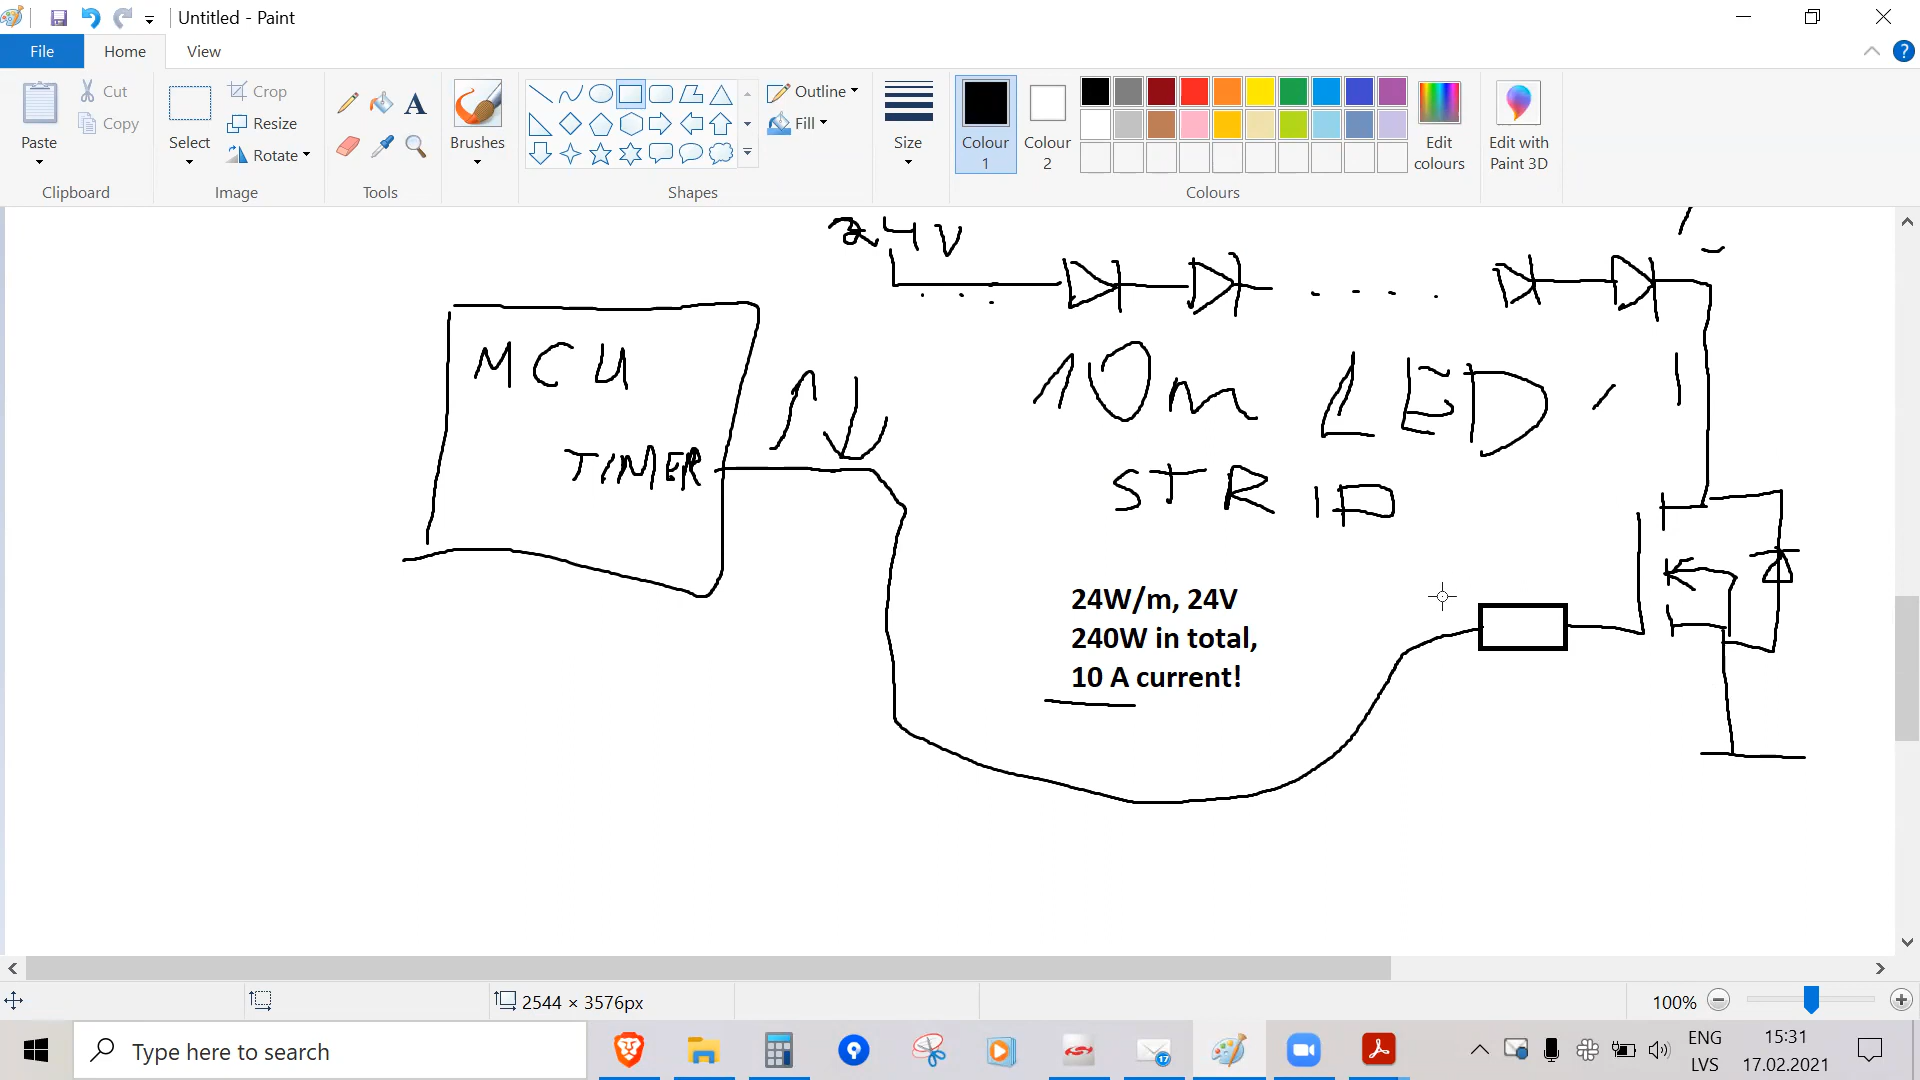 Untitled - Paint
File
Home
View
Paste
Cut
Copy
Clipboard
Select
Crop
Resize
Rotate
Image
Tools
Brushes
Shapes
Outline
Fill
Size
Colour
1
Colour
2
Edit
colours
Colours
Edit with
Paint 3D
24V
MCU
TIMER
10m LED
STRIP
24W/m, 24V
240W in total,
10 A current!
2544 × 3576px
100%
Type here to search
17
ENG
LVS
15:31
17.02.2021